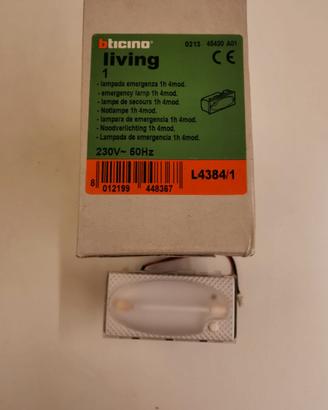 bticino
0213 45400 A01
living
CE
1
- lampada emergenza 1h 4mod.
- emergency lamp 1h 4mod.
- lampe de secours 1h 4mod.
- Notlampe 1h 4mod.
- lampara de emergencia 1h 4mod.
- Noodverlichting 1h 4mod.
- Lampada de emergencia 1h 4mod.
230V~ 50Hz
L4384/1
8 012199 448367